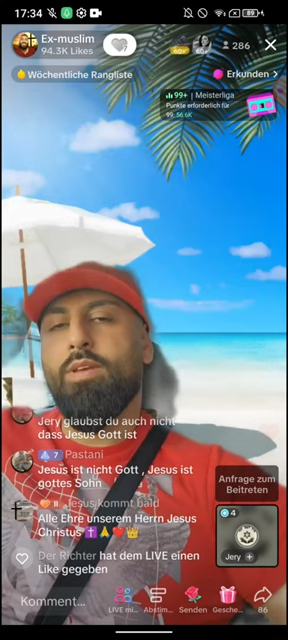 17:34
89
Ex-muslim
94.3K Likes
286
Wöchentliche Rangliste
Erkunden >
99+ | Meisterliga
Punkte erforderlich für
99: 56.6K
Jery glaubst du auch nicht
dass Jesus Gott ist
7 Pastani
Jesus ist nicht Gott , Jesus ist
gottes Sohn
11 Jesus kommt bald
Alle Ehre unserem Herrn Jesus
Christus ✝️🙏❤️👑
Der Richter hat dem LIVE einen
Like gegeben
Anfrage zum
Beitreten
4
Jery +
Komment...
LIVE mi...
Abstim...
Senden
Gesche...
86